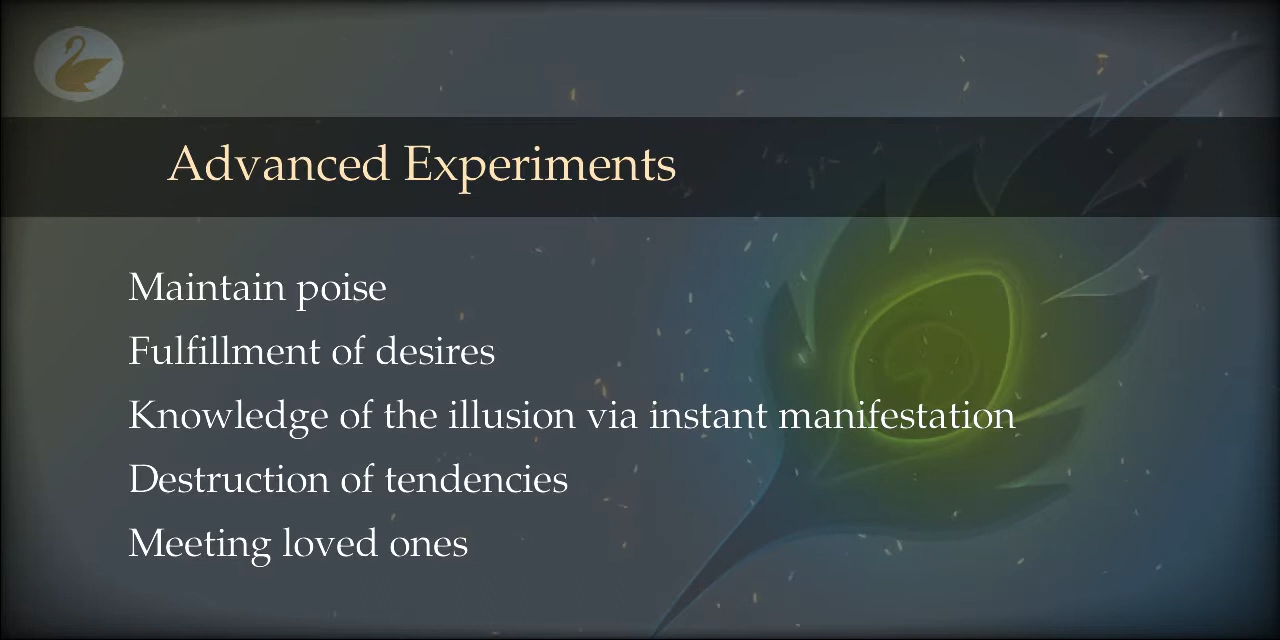 Advanced Experiments
Maintain poise
Fulfillment of desires
Knowledge of the illusion via instant manifestation
Destruction of tendencies
Meeting loved ones